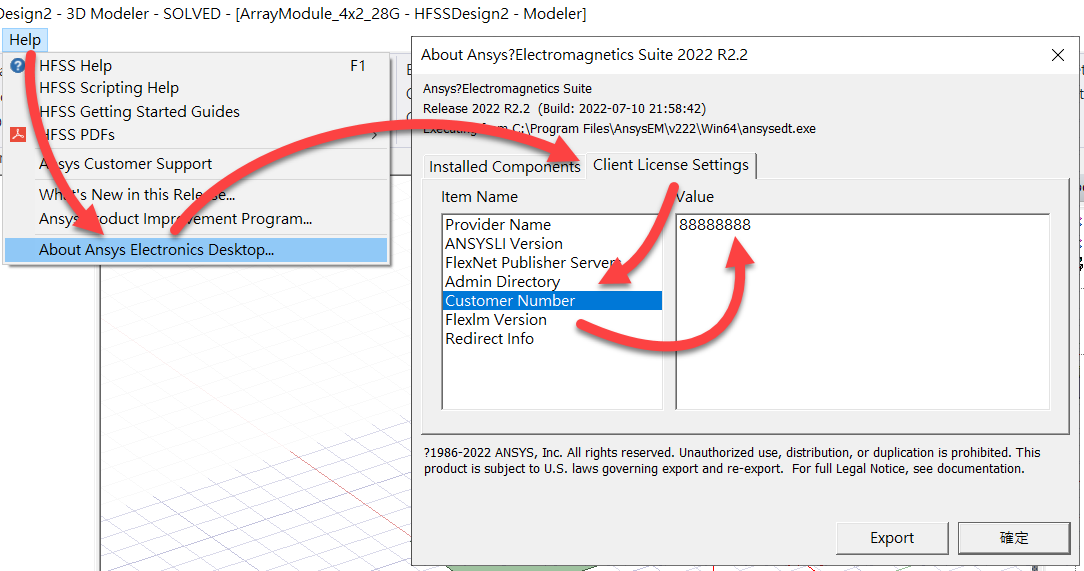 Design2 - 3D Modeler - SOLVED - [ArrayModule_4x2_28G - HFSSDesign2 - Modeler]
Help
HFSS Help F1
HFSS Scripting Help
HFSS Getting Started Guides
HFSS PDFs
Ansys Customer Support
What's New in this Release...
Ansys Product Improvement Program...
About Ansys Electronics Desktop...
About Ansys?Electromagnetics Suite 2022 R2.2
Ansys?Electromagnetics Suite
Release 2022 R2.2 (Build: 2022-07-10 21:58:42)
Executing from C:\Program Files\AnsysEM\v222\Win64\ansysedt.exe
Installed Components Client License Settings
Item Name Value
Provider Name 88888888
ANSYSLI Version
FlexNet Publisher Servers
Admin Directory
Customer Number
Flexlm Version
Redirect Info
?1986-2022 ANSYS, Inc. All rights reserved. Unauthorized use, distribution, or duplication is prohibited. This
product is subject to U.S. laws governing export and re-export. For full Legal Notice, see documentation.
Export 確定